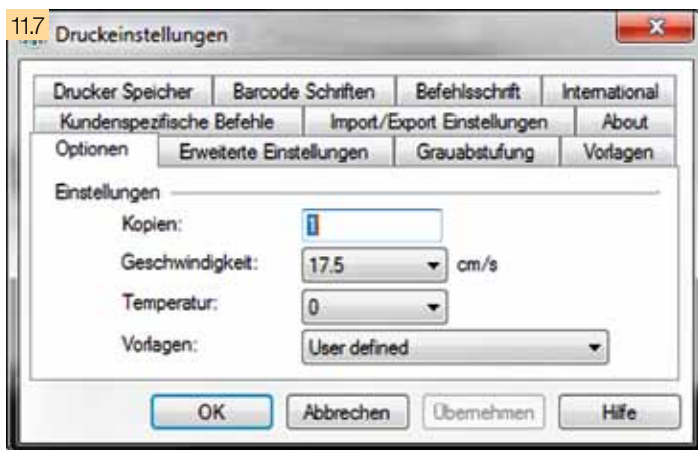 11.7
Druckeinstellungen
Drucker Speicher Barcode Schriften Befehlsschrift International
Kundenspezifische Befehle Import/Export Einstellungen About
Optionen Erweiterte Einstellungen Grauabstufung Vorlagen
Einstellungen
Kopien: 1
Geschwindigkeit: 17.5 cm/s
Temperatur: 0
Vorlagen: User defined
OK Abbrechen Übernehmen Hilfe